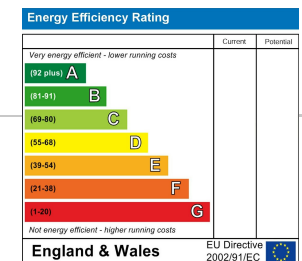 Energy Efficiency Rating
Current Potential
Very energy efficient - lower running costs
(92 plus) A
(81-91) B
(69-80) C
(55-68) D
(39-54) E
(21-38) F
(1-20) G
Not energy efficient - higher running costs
England & Wales
EU Directive
2002/91/EC